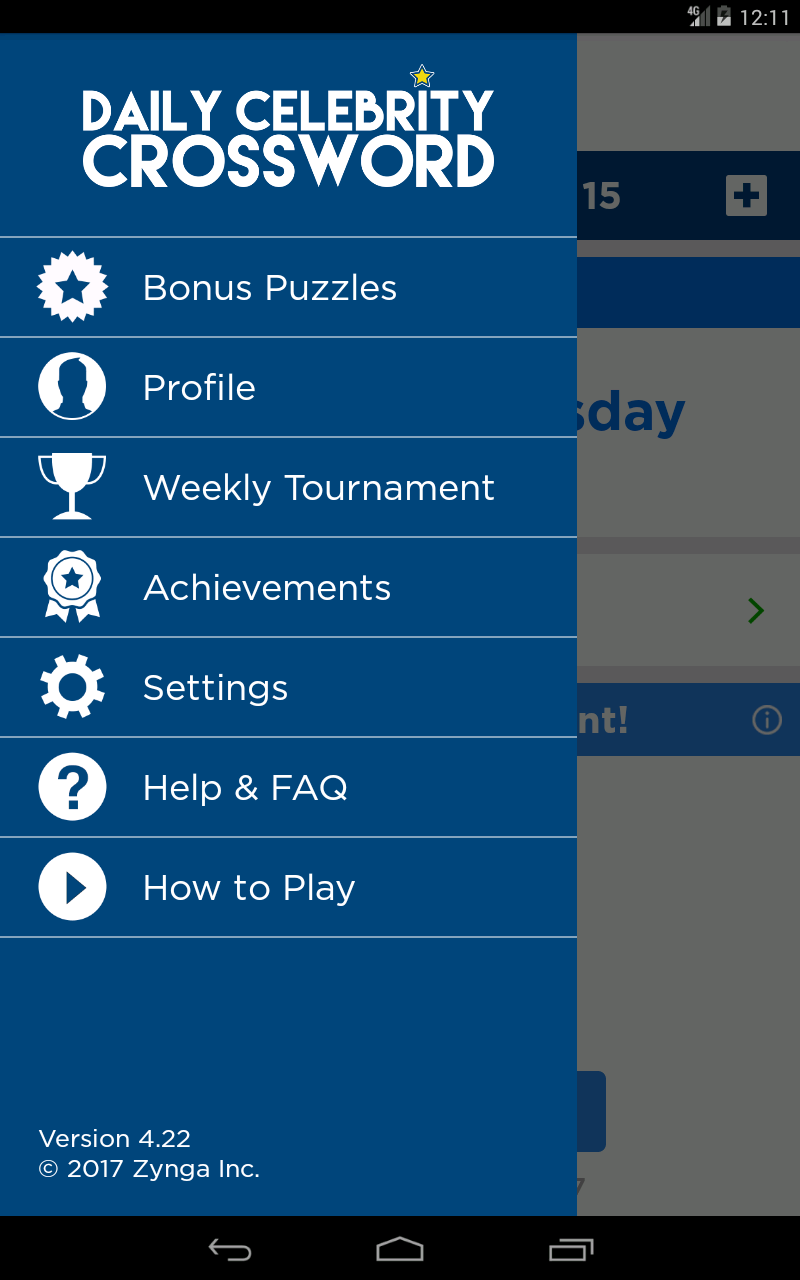 4G 12:11
DAILY CELEBRITY
CROSSWORD
15
Bonus Puzzles
Profile
sday
Weekly Tournament
Achievements
Settings
nt!
Help & FAQ
How to Play
Version 4.22
© 2017 Zynga Inc.
7